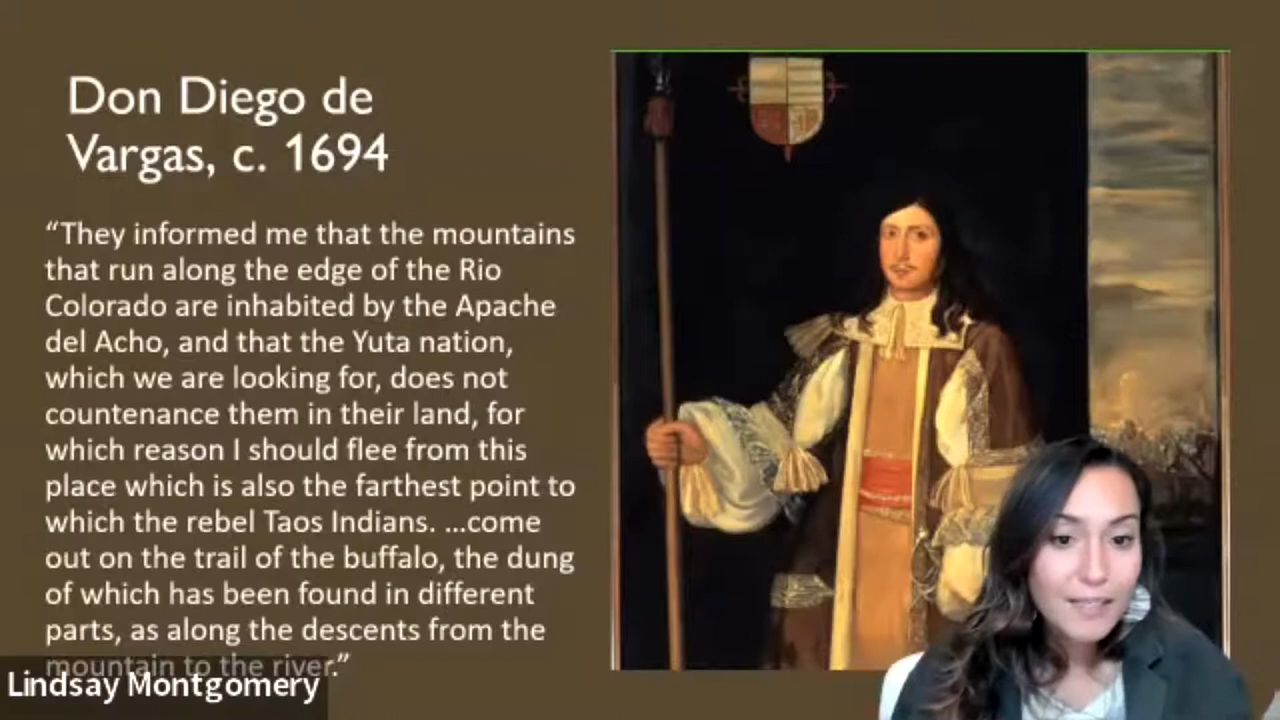 Don Diego de
Vargas, c. 1694
“They informed me that the mountains
that run along the edge of the Rio
Colorado are inhabited by the Apache
del Acho, and that the Yuta nation,
which we are looking for, does not
countenance them in their land, for
which reason I should flee from this
place which is also the farthest point to
which the rebel Taos Indians. ...come
out on the trail of the buffalo, the dung
of which has been found in different
parts, as along the descents from the
mountain to the river.”
Lindsay Montgomery